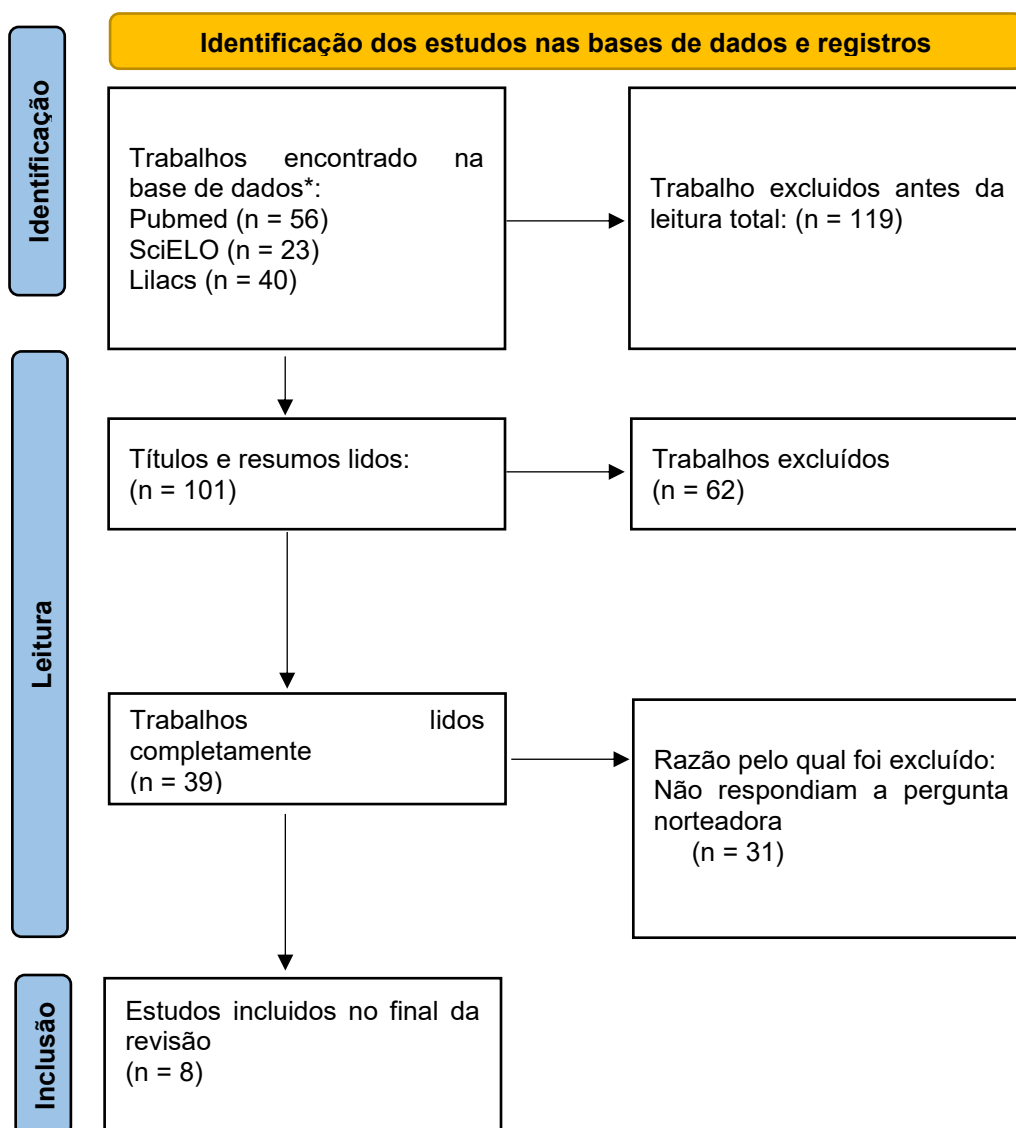 Identificação dos estudos nas bases de dados e registros
Identificação
Trabalhos encontrado na
base de dados*:
Pubmed (n = 56)
SciELO (n = 23)
Lilacs (n = 40)
Trabalho excluidos antes da
leitura total: (n = 119)
Leitura
Títulos e resumos lidos:
(n = 101)
Trabalhos excluídos
(n = 62)
Trabalhos lidos
completamente
(n = 39)
Razão pelo qual foi excluído:
Não respondiam a pergunta
norteadora
(n = 31)
Inclusão
Estudos incluidos no final da
revisão
(n = 8)